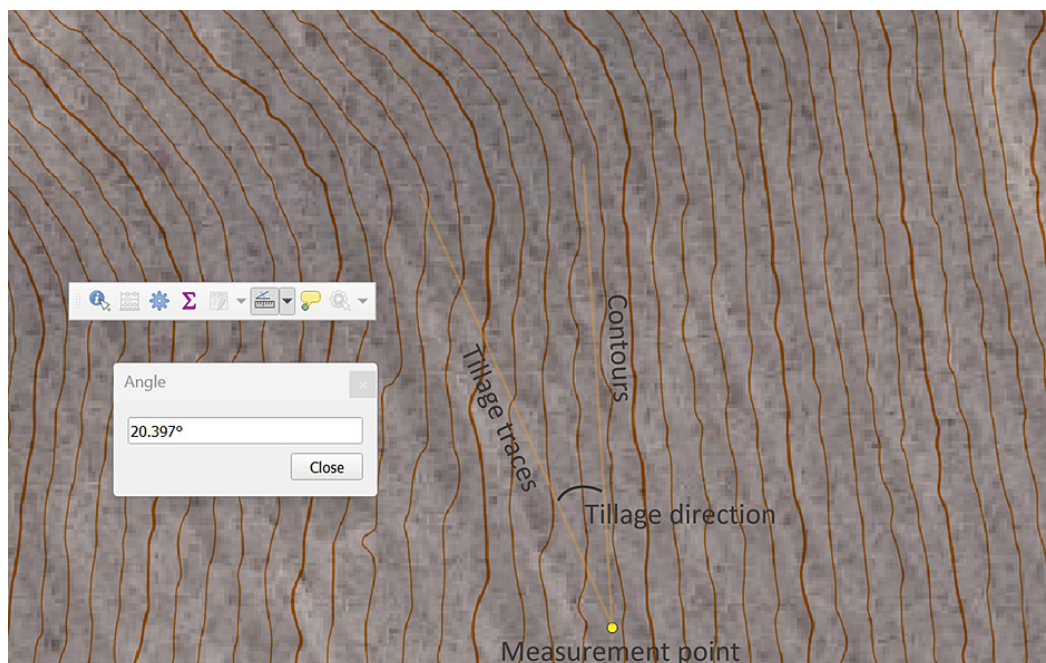 Contours
Tillage traces
Angle
20.397°
Close
Tillage direction
Measurement point